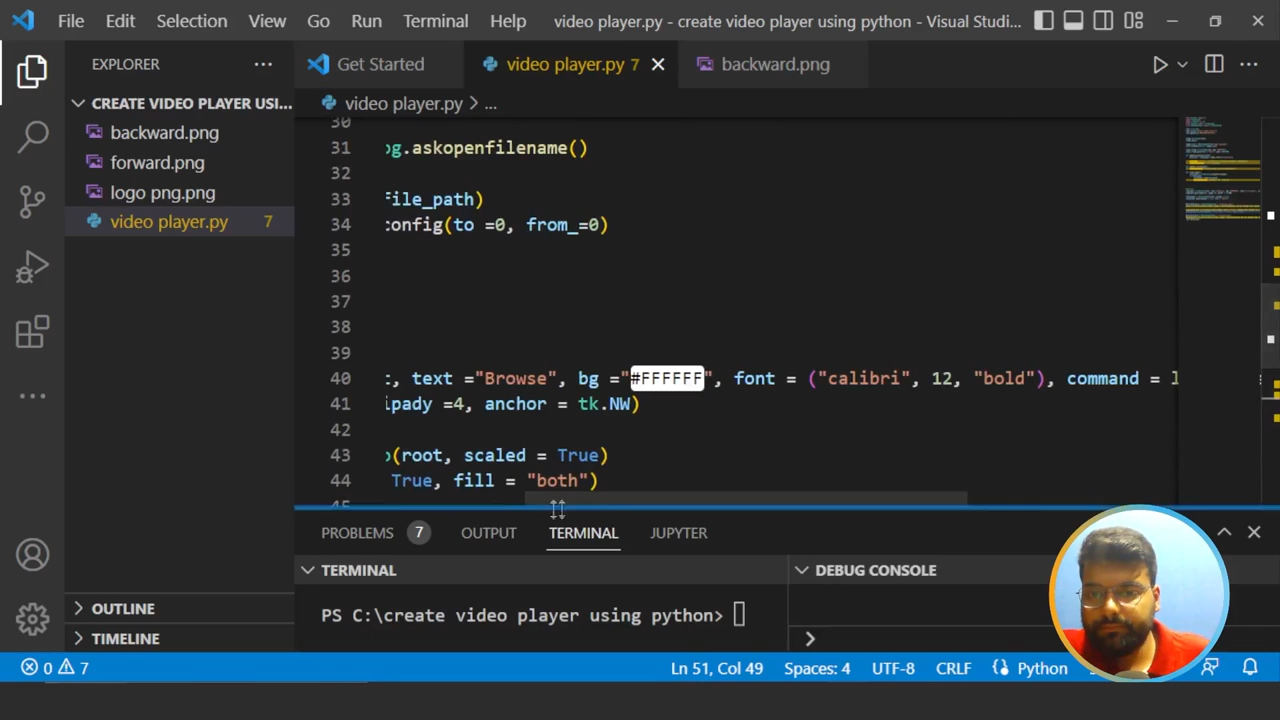 File Edit Selection View Go Run Terminal Help video player.py - create video player using python - Visual Studi...
EXPLORER
CREATE VIDEO PLAYER USI...
backward.png
forward.png
logo png.png
video player.py 7
OUTLINE
TIMELINE
Get Started video player.py 7 backward.png
video player.py > ...
30
31 og.askopenfilename()
32
33 file_path)
34 config(to =0, from_=0)
35
36
37
38
39
40 t, text ="Browse", bg ="#FFFFFF", font = ("calibri", 12, "bold"), command = l
41 ipady =4, anchor = tk.NW)
42
43 o(root, scaled = True)
44 True, fill = "both")
45
PROBLEMS 7 OUTPUT TERMINAL JUPYTER
TERMINAL
PS C:\create video player using python>
DEBUG CONSOLE
>
0 7 Ln 51, Col 49 Spaces: 4 UTF-8 CRLF Python